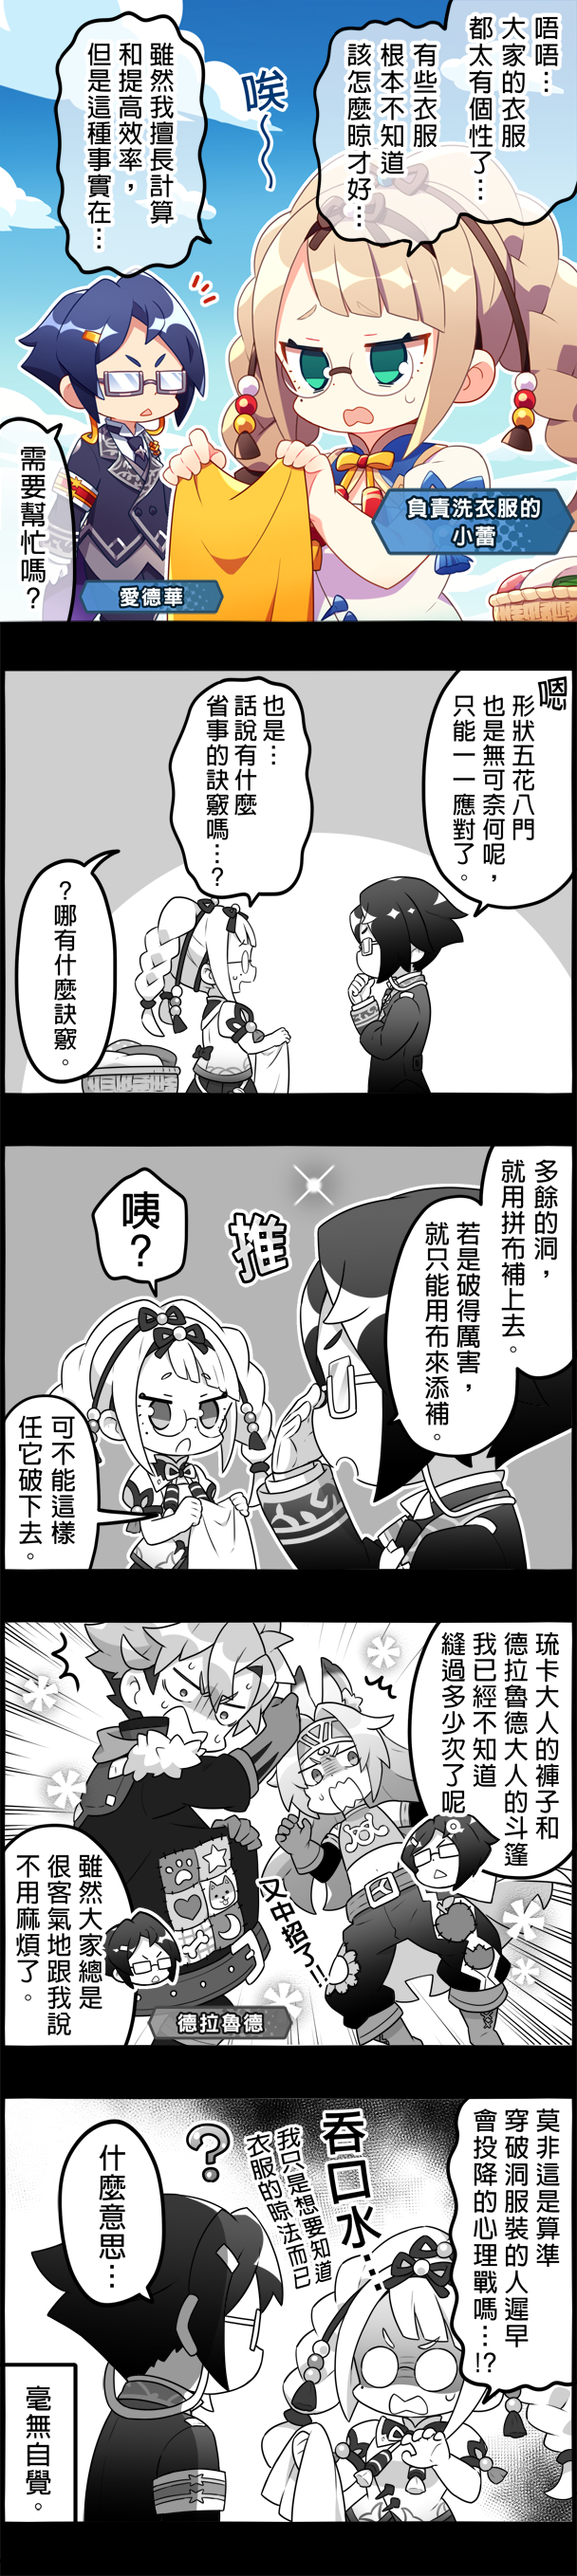 唔唔…
大家的衣服
都太有個性了…
有些衣服
根本不知道
該怎麼晾才好…
唉～
雖然我擅長計算
和提高效率，
但是這種事實在…
需要幫忙嗎？
負責洗衣服的
小蕾
愛德華
嗯
形狀五花八門
也是無可奈何呢，
只能一一應對了。
也是…
話說有什麼
省事的訣竅嗎…？
？哪有什麼訣竅。
多餘的洞，
就用拼布補上去。
若是破得厲害，
就只能用布來添補。
推
咦？
可不能這樣
任它破下去。
琉卡大人的褲子和
德拉魯德大人的斗篷
我已經不知道
縫過多少次了呢
又中招了!!
雖然大家總是
很客氣地跟我說
不用麻煩了。
德拉魯德
莫非這是算準
穿破洞服裝的人遲早
會投降的心理戰嗎…!?
吞口水…
我只是想要知道
衣服的晾法而已
？
什麼意思…
毫無自覺。